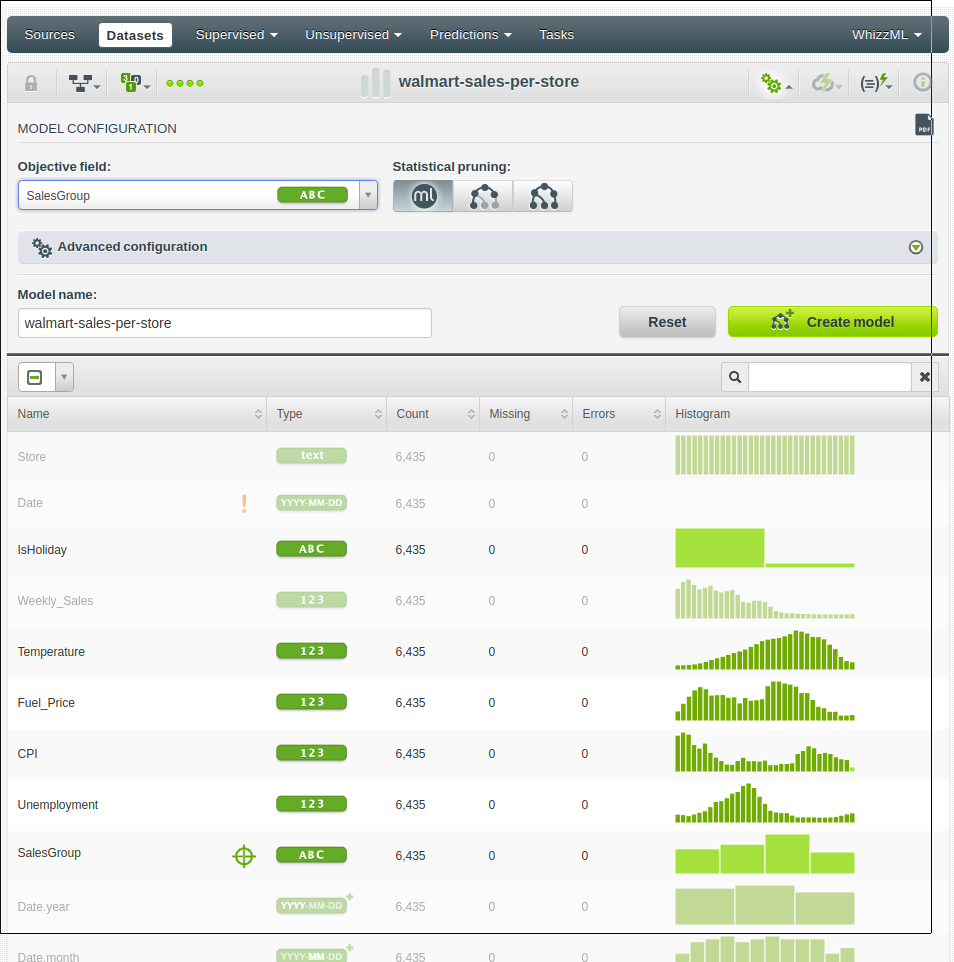 Sources Datasets Supervised Unsupervised Predictions Tasks WhizzML
walmart-sales-per-store
MODEL CONFIGURATION
PDF
Objective field: Statistical pruning:
SalesGroup ABC ml
Advanced configuration
Model name:
walmart-sales-per-store Reset Create model
Name Type Count Missing Errors Histogram
Store text 6,435 0 0
Date ! YYYY-MM-DD 6,435 0 0
IsHoliday ABC 6,435 0 0
Weekly_Sales 123 6,435 0 0
Temperature 123 6,435 0 0
Fuel_Price 123 6,435 0 0
CPI 123 6,435 0 0
Unemployment 123 6,435 0 0
SalesGroup ABC 6,435 0 0
Date.year YYYY-MM-DD 6,435 0 0
Date.month YYYY-MM-DD 6,435 0 0